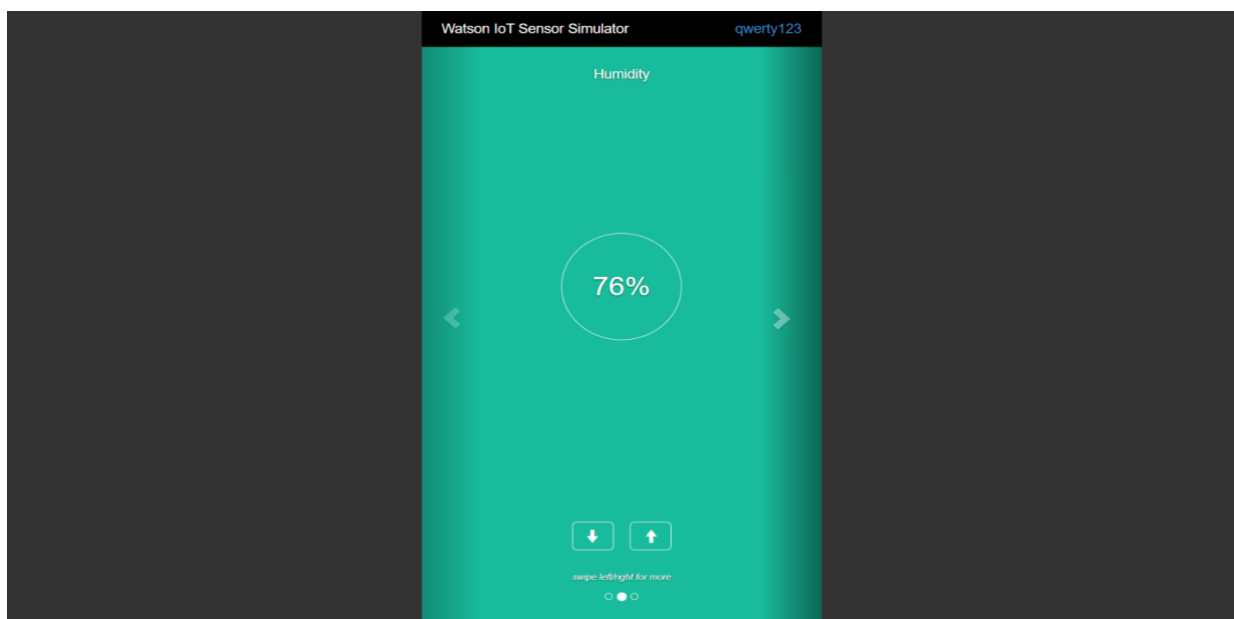 Watson IoT Sensor Simulator qwerty123
Humidity
76%
swipe left/right for more